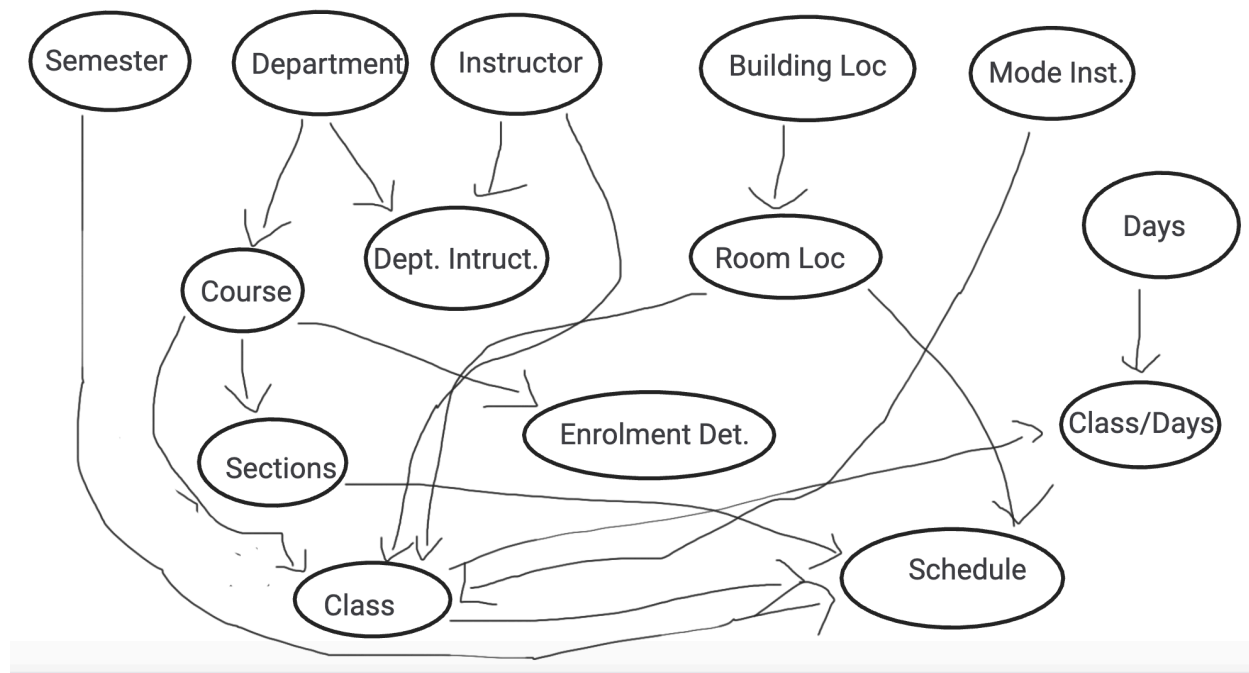 Semester
Department
Instructor
Building Loc
Mode Inst.
Days
Dept. Intruct.
Room Loc
Course
Class/Days
Enrolment Det.
Sections
Schedule
Class